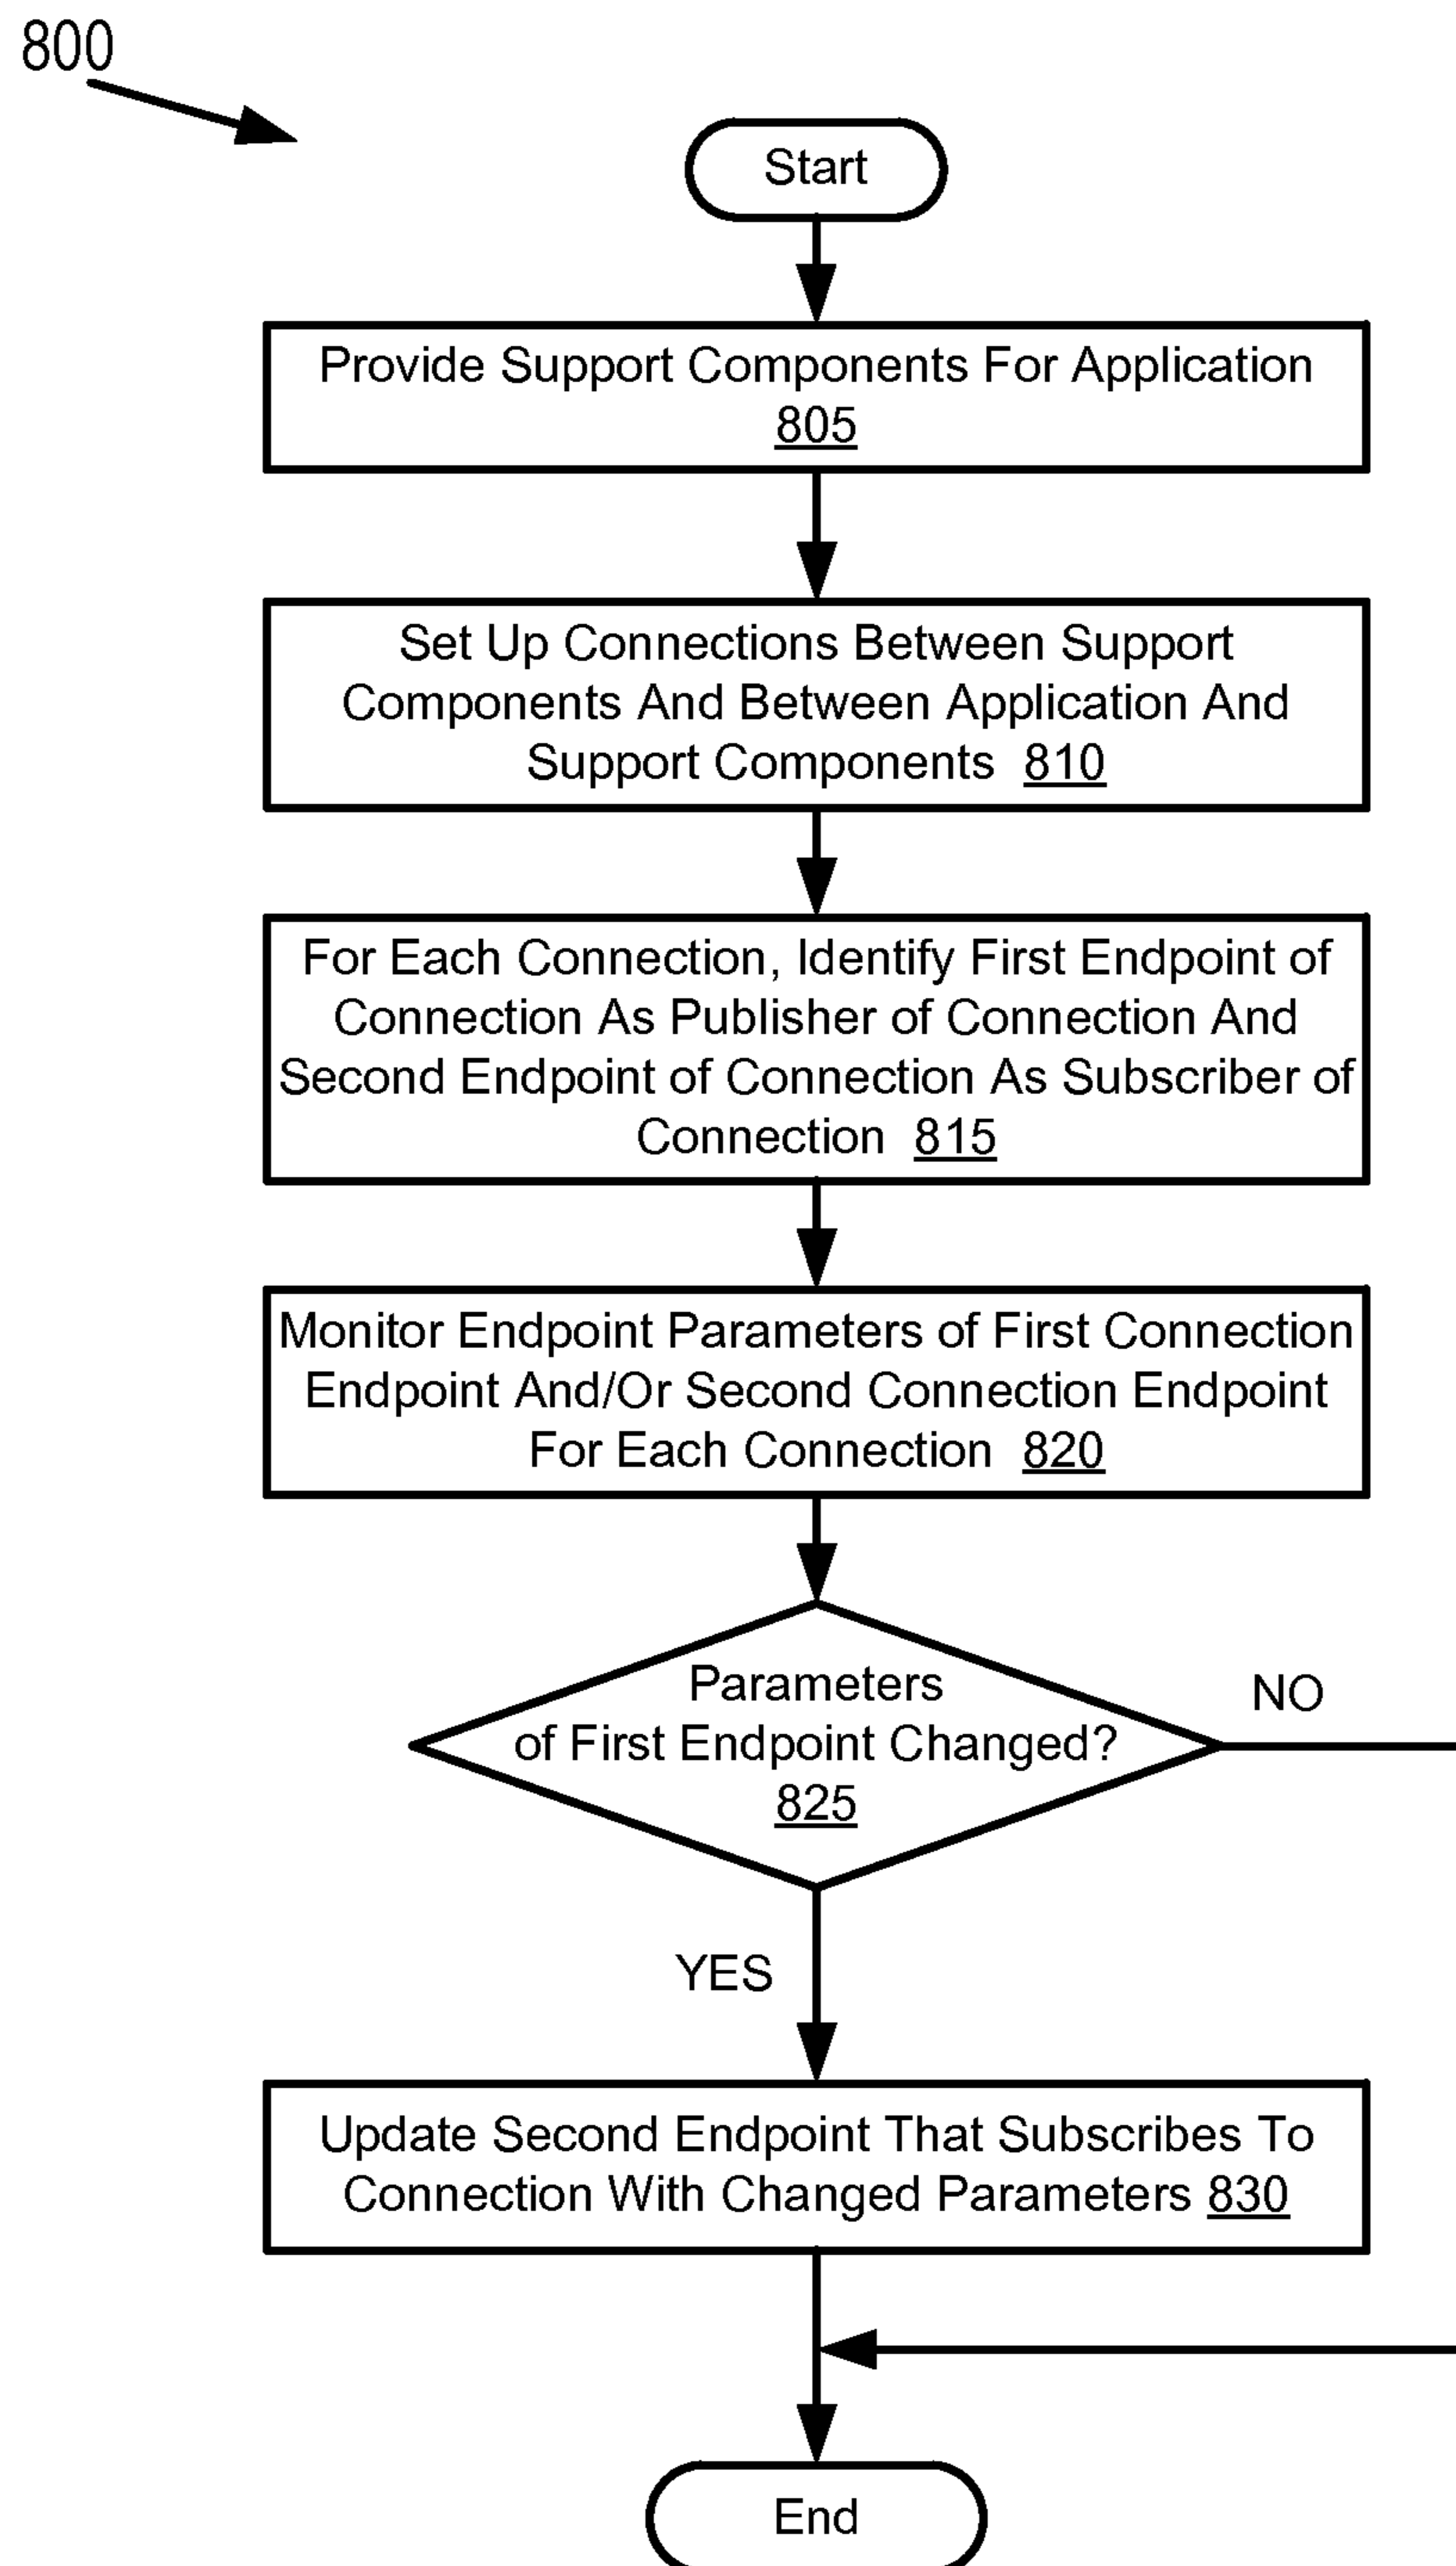 800
Start
Provide Support Components For Application
805
Set Up Connections Between Support
Components And Between Application And
Support Components 810
For Each Connection, Identify First Endpoint of
Connection As Publisher of Connection And
Second Endpoint of Connection As Subscriber of
Connection 815
Monitor Endpoint Parameters of First Connection
Endpoint And/Or Second Connection Endpoint
For Each Connection 820
Parameters
of First Endpoint Changed?
825
NO
YES
Update Second Endpoint That Subscribes To
Connection With Changed Parameters 830
End